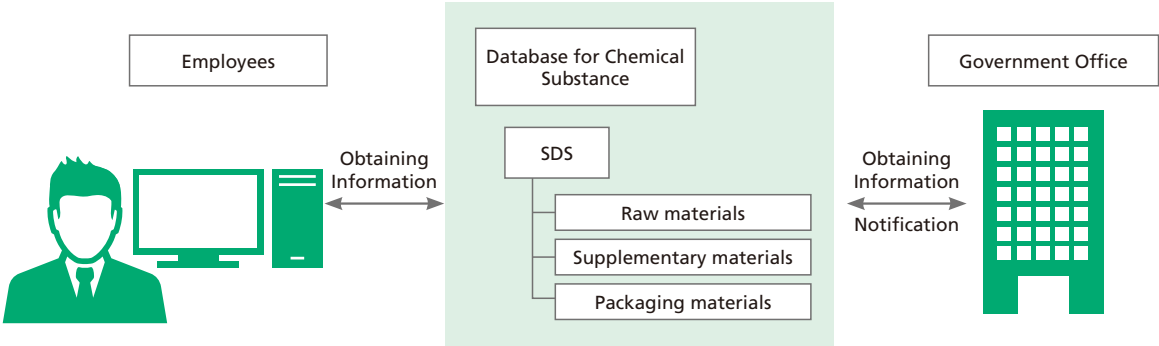 Employees
Database for Chemical
Substance
Government Office
SDS
Obtaining
Information
Raw materials
Supplementary materials
Packaging materials
Obtaining
Information
Notification